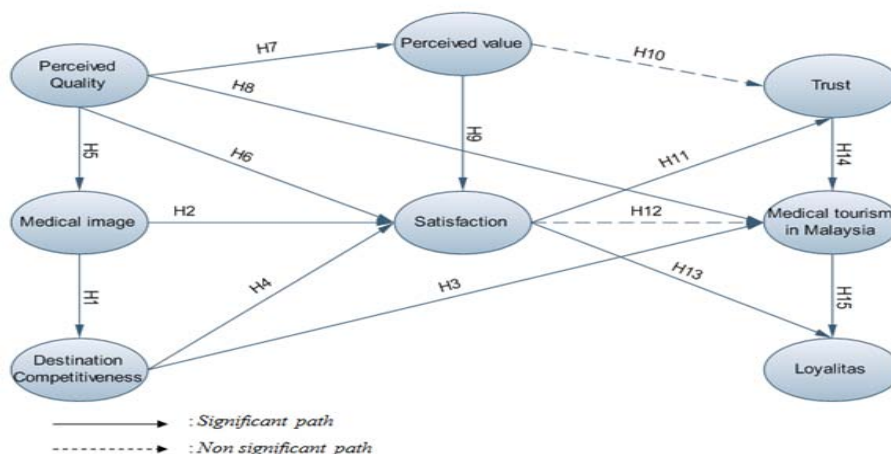 Perceived value
H7
H10
Perceived
Quality
Trust
H8
H9
H6
H5
H11
H14
Medical image
H2
Satisfaction
H12
Medical tourism
in Malaysia
H1
H4
H3
H13
H15
Destination
Competitiveness
Loyalitas
: Significant path
: Non significant path